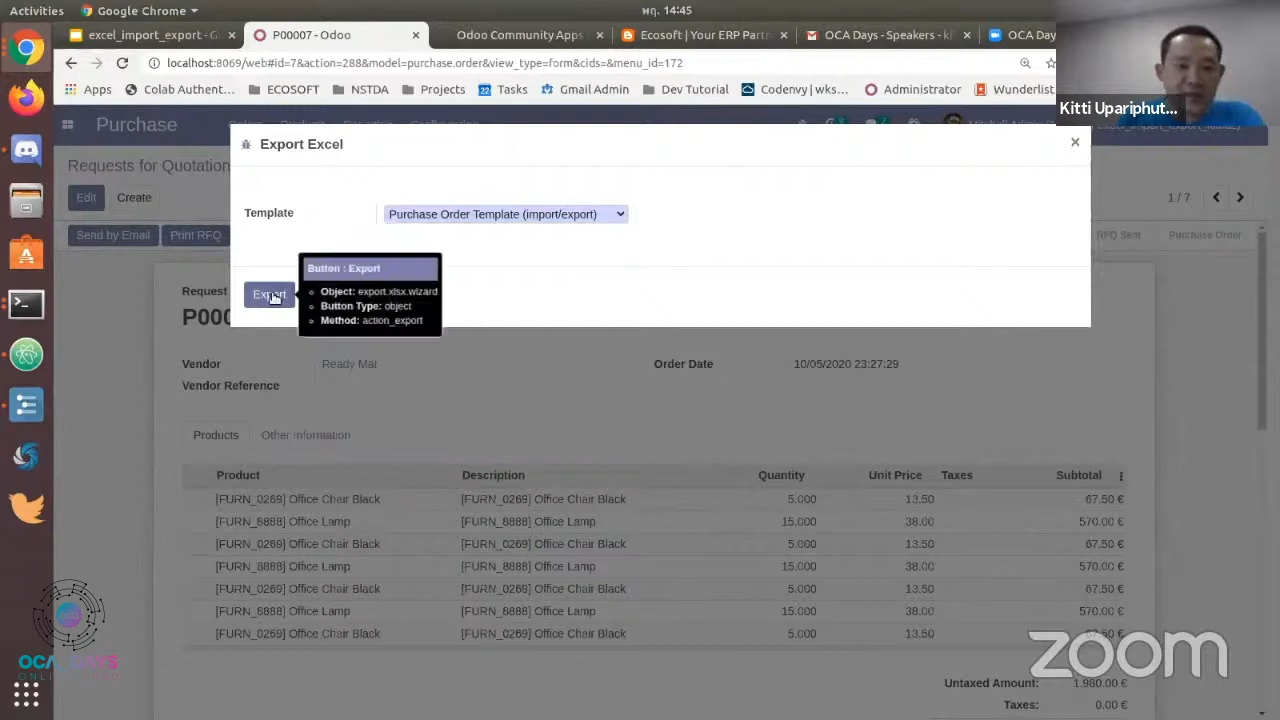 Activities
Google Chrome
พฤ. 14:45
excel_import_export - G
P00007 - Odoo
Odoo Community Apps
Ecosoft | Your ERP Partn
OCA Days - Speakers - ki
OCA Day
localhost:8069/web#id=7&action=288&model=purchase.order&view_type=form&cids=&menu_id=172
Apps
Colab Authent...
ECOSOFT
NSTDA
Projects
Tasks
Gmail Admin
Dev Tutorial
Codenvy | wks...
Administrator
Wunderlist
Kitti Upariphut...
Purchase
Export Excel
Requests for Quotation
Edit
Create
1 / 7
Template
Purchase Order Template (import/export)
Send by Email
Print RFQ
RFQ Sent
Purchase Order
Export
Button : Export
Object: export.xlsx.wizard
Button Type: object
Method: action_export
Request
P000
Vendor
Ready Mat
Order Date
10/05/2020 23:27:29
Vendor Reference
Products
Other Information
Product Description Quantity Unit Price Taxes Subtotal
[FURN_0269] Office Chair Black [FURN_0269] Office Chair Black 5.000 13.50 67.50 €
[FURN_8888] Office Lamp [FURN_8888] Office Lamp 15.000 38.00 570.00 €
[FURN_0269] Office Chair Black [FURN_0269] Office Chair Black 5.000 13.50 67.50 €
[FURN_8888] Office Lamp [FURN_8888] Office Lamp 15.000 38.00 570.00 €
[FURN_0269] Office Chair Black [FURN_0269] Office Chair Black 5.000 13.50 67.50 €
[FURN_8888] Office Lamp [FURN_8888] Office Lamp 15.000 38.00 570.00 €
[FURN_0269] Office Chair Black [FURN_0269] Office Chair Black 5.000 13.50 67.50 €
OCA DAYS
zoom
Untaxed Amount: 1,980.00 €
Taxes: 0.00 €